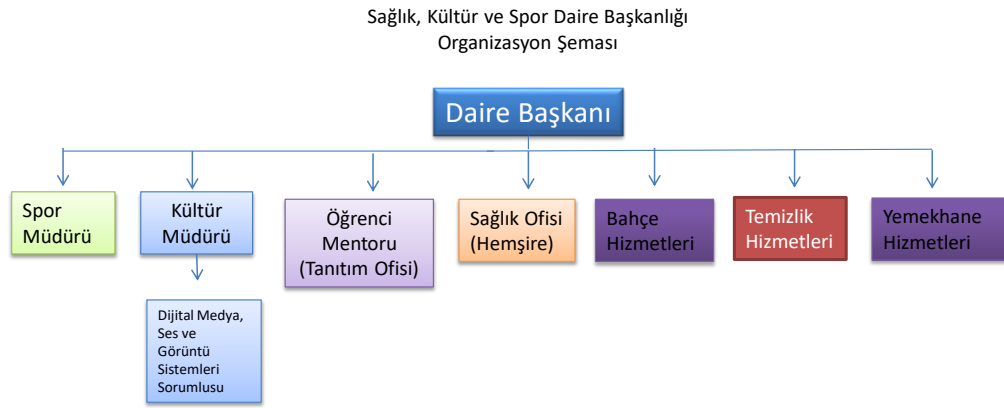 Sağlık, Kültür ve Spor Daire Başkanlığı
Organizasyon Şeması
Daire Başkanı
Spor
Müdürü
Kültür
Müdürü
Öğrenci
Mentoru
(Tanıtım Ofisi)
Sağlık Ofisi
(Hemşire)
Bahçe
Hizmetleri
Temizlik
Hizmetleri
Yemekhane
Hizmetleri
Dijital Medya,
Ses ve
Görüntü
Sistemleri
Sorumlusu